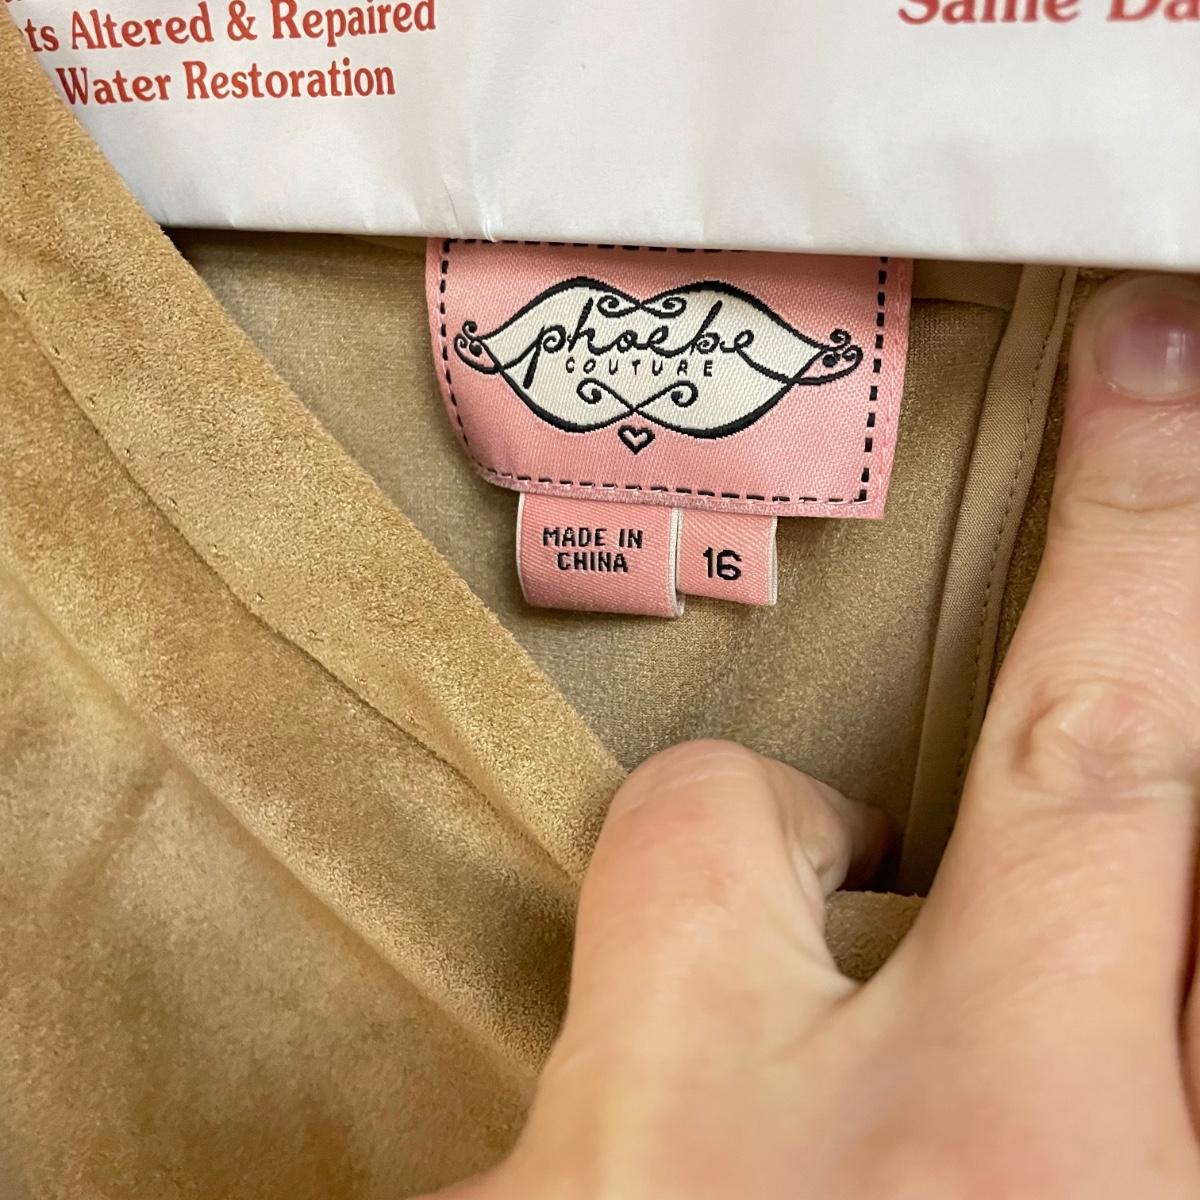 ts Altered & Repaired
Water Restoration
Same Da
phoebe
COUTURE
MADE IN
CHINA
16